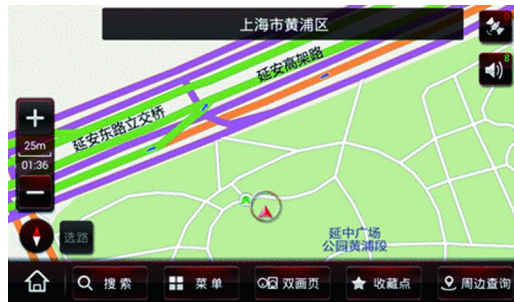 上海市黄浦区
延安高架路
延安东路立交桥
25m
01:36
选路
延中广场
公园黄浦段
搜索
菜单
双画页
收藏点
周边查询